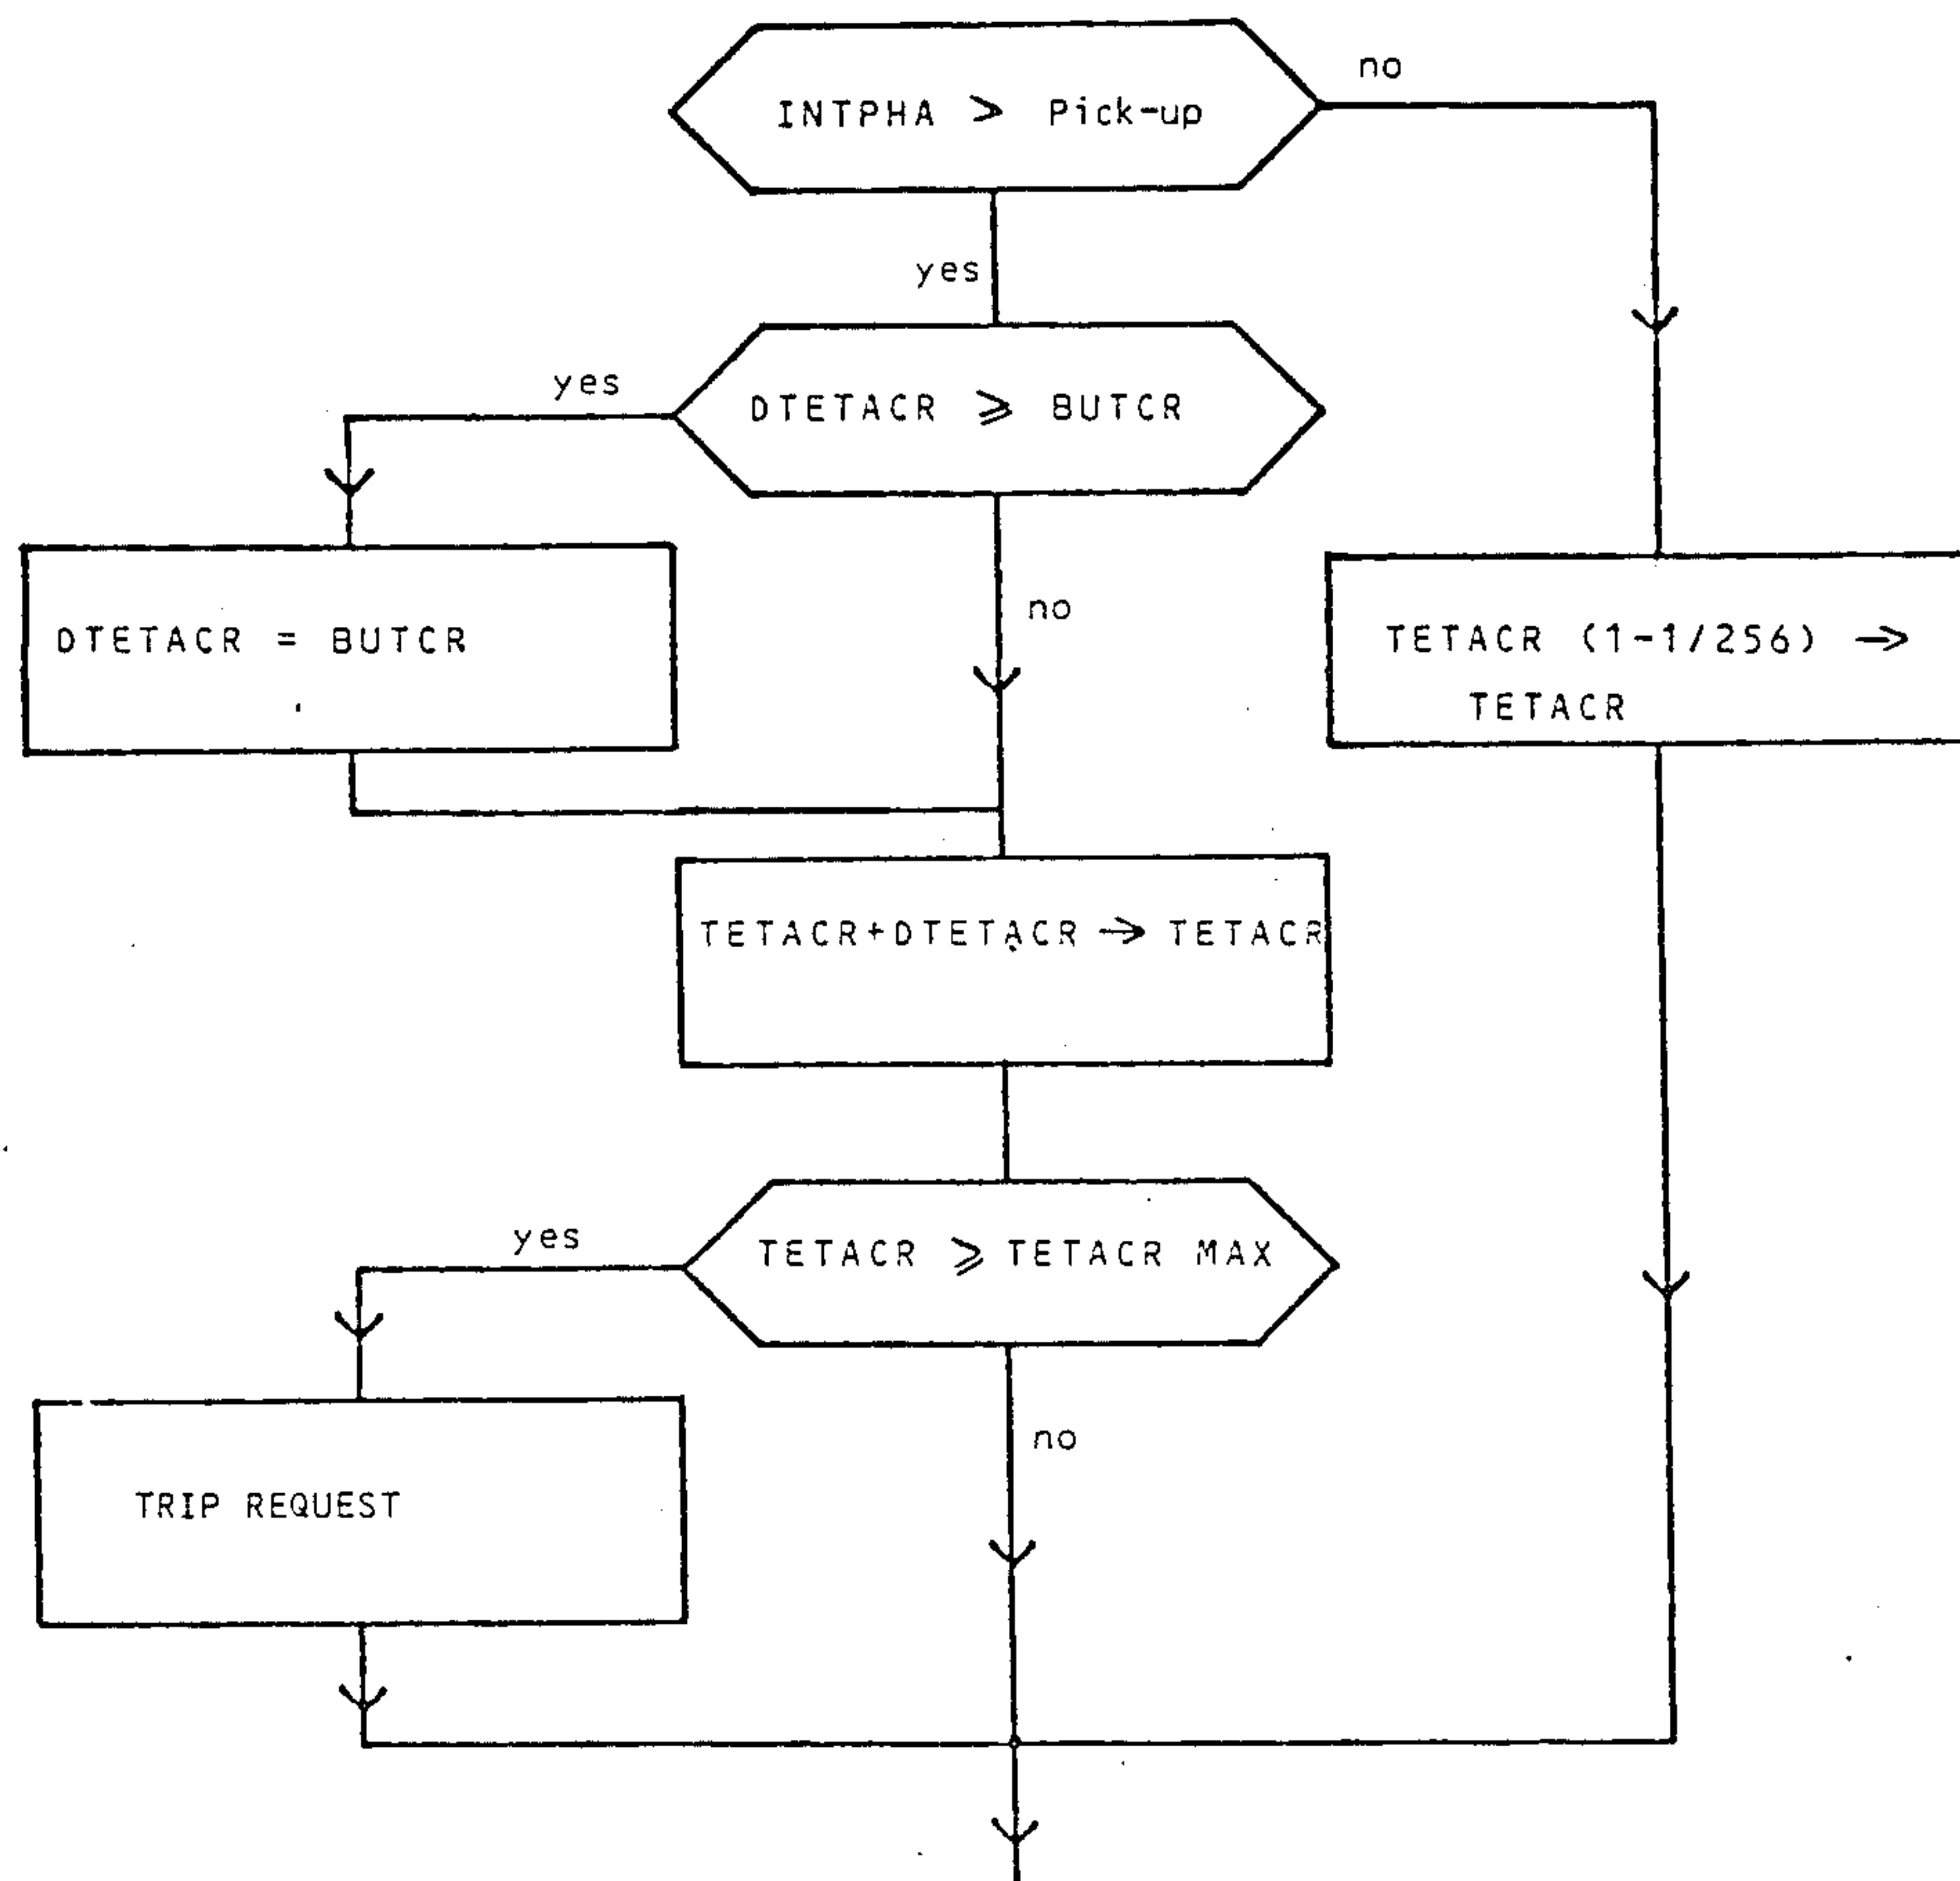 no
INTPHA > Pick-up
yes
yes
DTETACR ⩾ BUTCR
no
DTETACR = BUTCR
TETACR (1-1/256) →
TETACR
TETACR+DTETACR → TETACR
yes
TETACR ⩾ TETACR MAX
no
TRIP REQUEST